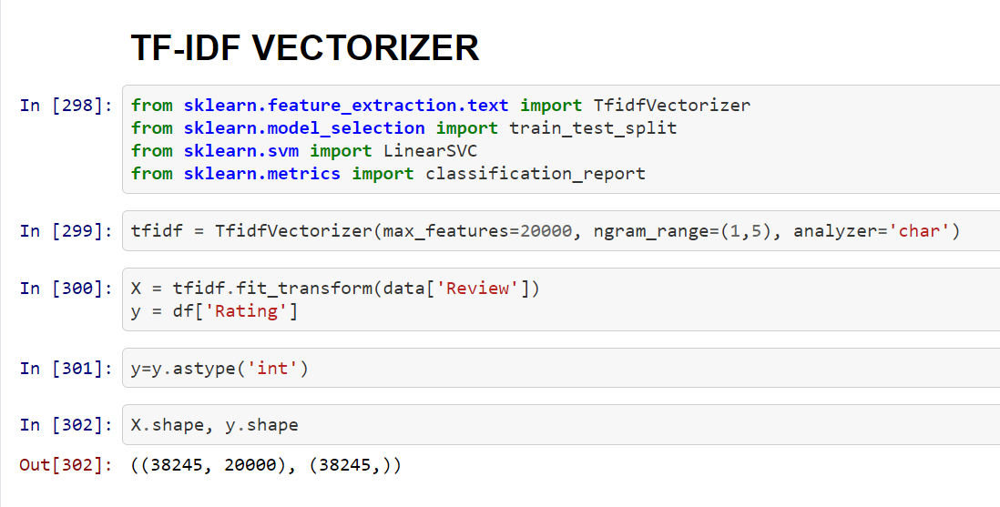 TF-IDF VECTORIZER
In [298]: from sklearn.feature_extraction.text import TfidfVectorizer
from sklearn.model_selection import train_test_split
from sklearn.svm import LinearSVC
from sklearn.metrics import classification_report
In [299]: tfidf = TfidfVectorizer(max_features=20000, ngram_range=(1,5), analyzer='char')
In [300]: X = tfidf.fit_transform(data['Review'])
y = df['Rating']
In [301]: y=y.astype('int')
In [302]: X.shape, y.shape
Out[302]: ((38245, 20000), (38245,))